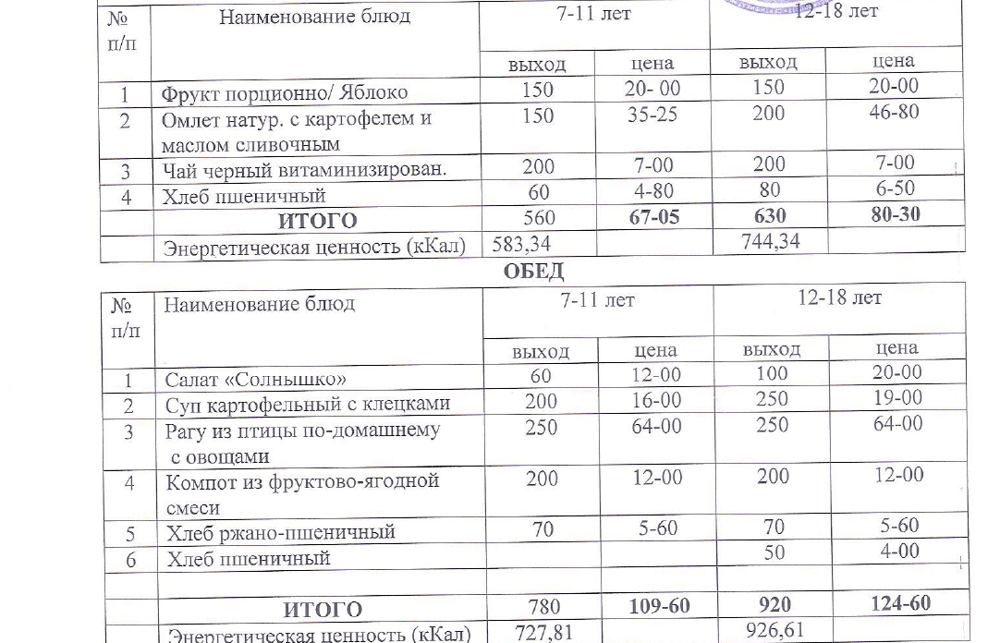 № Наименование блюд 7-11 лет 12-18 лет
п/п
выход цена выход цена
1 Фрукт порционно/ Яблоко 150 20- 00 150 20-00
2 Омлет натур. с картофелем и 150 35-25 200 46-80
маслом сливочным
3 Чай черный витаминизирован. 200 7-00 200 7-00
4 Хлеб пшеничный 60 4-80 80 6-50
ИТОГО 560 67-05 630 80-30
Энергетическая ценность (кКал) 583,34 744,34
ОБЕД
№ Наименование блюд 7-11 лет 12-18 лет
п/п
выход цена выход цена
1 Салат «Солнышко» 60 12-00 100 20-00
2 Суп картофельный с клецками 200 16-00 250 19-00
3 Рагу из птицы по-домашнему 250 64-00 250 64-00
с овощами
4 Компот из фруктово-ягодной 200 12-00 200 12-00
смеси
5 Хлеб ржано-пшеничный 70 5-60 70 5-60
6 Хлеб пшеничный 50 4-00
ИТОГО 780 109-60 920 124-60
Энергетическая ценность (кКал) 727,81 926,61